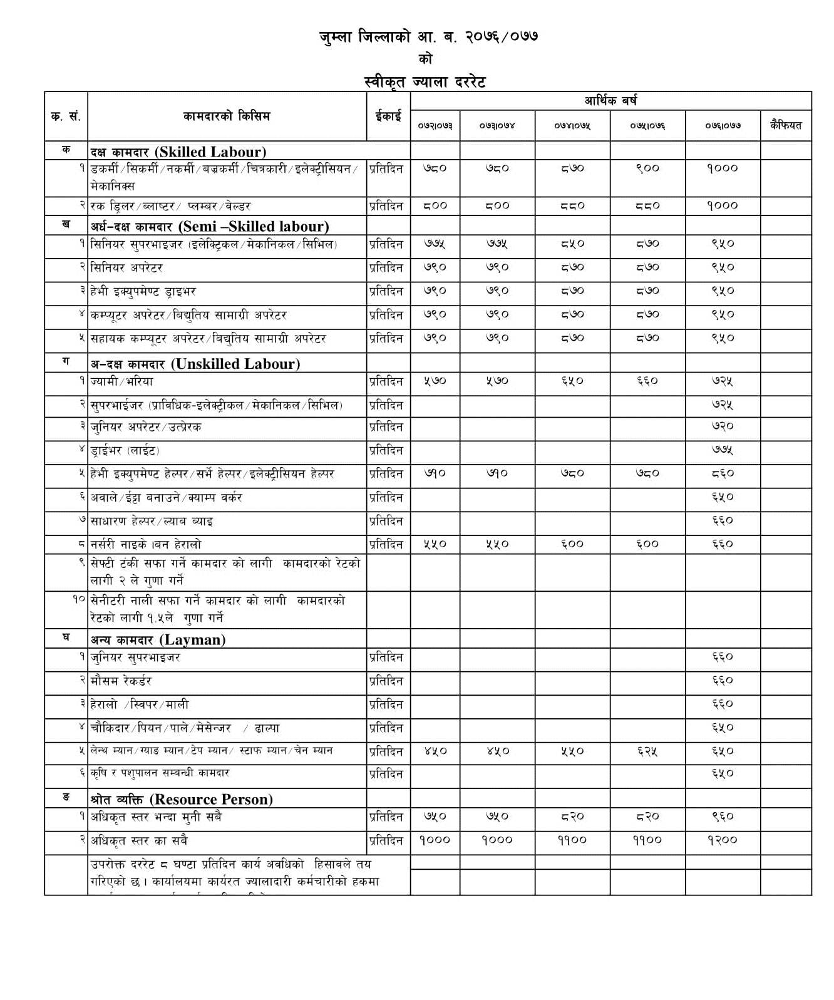 जुम्ला जिल्लाको आ. ब. २०७६/०७७
को
स्वीकृत ज्याला दररेट
क. सं. कामदारको किसिम ईकाई आर्थिक बर्ष
०७२।०७३ ०७३।०७४ ०७४।०७५ ०७५।०७६ ०७६।०७७ कैफियत
क दक्ष कामदार (Skilled Labour)
१ डकर्मी/सिकर्मी/नकर्मी/बज्रकर्मी/चित्रकारी/इलेक्ट्रीसियन/ प्रतिदिन ७८० ७८० ८७० ९०० १०००
मेकानिक्स
२ रक ड्रिलर/ब्लाष्टर/ प्लम्बर/वेल्डर प्रतिदिन ८०० ८०० ८८० ८८० १०००
ख अर्ध-दक्ष कामदार (Semi –Skilled labour)
१ सिनियर सुपरभाइजर (इलेक्ट्रिकल/मेकानिकल/सिभिल) प्रतिदिन ७७५ ७७५ ८५० ८७० ९५०
२ सिनियर अपरेटर प्रतिदिन ७९० ७९० ८७० ८७० ९५०
३ हेभी इक्युपमेण्ट ड्राइभर प्रतिदिन ७९० ७९० ८७० ८७० ९५०
४ कम्प्यूटर अपरेटर/बिद्युतिय सामाग्री अपरेटर प्रतिदिन ७९० ७९० ८७० ८७० ९५०
५ सहायक कम्प्यूटर अपरेटर/बिद्युतिय सामाग्री अपरेटर प्रतिदिन ७९० ७९० ८७० ८७० ९५०
ग अ-दक्ष कामदार (Unskilled Labour)
१ ज्यामी/भरिया प्रतिदिन ५७० ५७० ६५० ६६० ७२५
२ सुपरभाईजर (प्राविधिक-इलेक्ट्रीकल/मेकानिकल/सिभिल) प्रतिदिन ७२५
३ जुनियर अपरेटर/उत्प्रेरक प्रतिदिन ७२०
४ ड्राईभर (लाईट) प्रतिदिन ७७५
५ हेभी इक्युपमेण्ट हेल्पर/सर्भे हेल्पर/इलेक्ट्रीसियन हेल्पर प्रतिदिन ७१० ७१० ७८० ७८० ८६०
६ अवाले/ईट्टा बनाउने/क्याम्प वर्कर प्रतिदिन ६५०
७ साधारण हेल्पर/ल्याब ब्याइ प्रतिदिन ६६०
८ नर्सरी नाइके।बन हेरालो प्रतिदिन ५५० ५५० ६०० ६०० ६६०
९ सेफ्टी टंकी सफा गर्ने कामदार को लागी कामदारको रेटको
लागी २ ले गुणा गर्ने
१० सेनीटरी नाली सफा गर्ने कामदार को लागी कामदारको
रेटको लागी १.५ले गुणा गर्ने
घ अन्य कामदार (Layman)
१ जुनियर सुपरभाइजर प्रतिदिन ६६०
२ मौसम रेकर्डर प्रतिदिन ६६०
३ हेरालो /स्विपर/माली प्रतिदिन ६६०
४ चौकिदार/पियन/पाले/मेसेन्जर / ढाल्पा प्रतिदिन ६५०
५ लेन्थ म्यान/ग्याङ म्यान/टेप म्यान/ स्टाफ म्यान/चेन म्यान प्रतिदिन ४५० ४५० ५५० ६२५ ६५०
६ कृषि र पशुपालन सम्बन्धी कामदार प्रतिदिन ६५०
ङ श्रोत व्यक्ति (Resource Person)
१ अधिकृत स्तर भन्दा मुनी सबै प्रतिदिन ७५० ७५० ८२० ८२० ९६०
२ अधिकृत स्तर का सबै प्रतिदिन १००० १००० ११०० ११०० १२००
उपरोक्त दररेट ८ घण्टा प्रतिदिन कार्य अवधिको हिसावले तय
गरिएको छ । कार्यालयमा कार्यरत ज्यालादारी कर्मचारीको हकमा